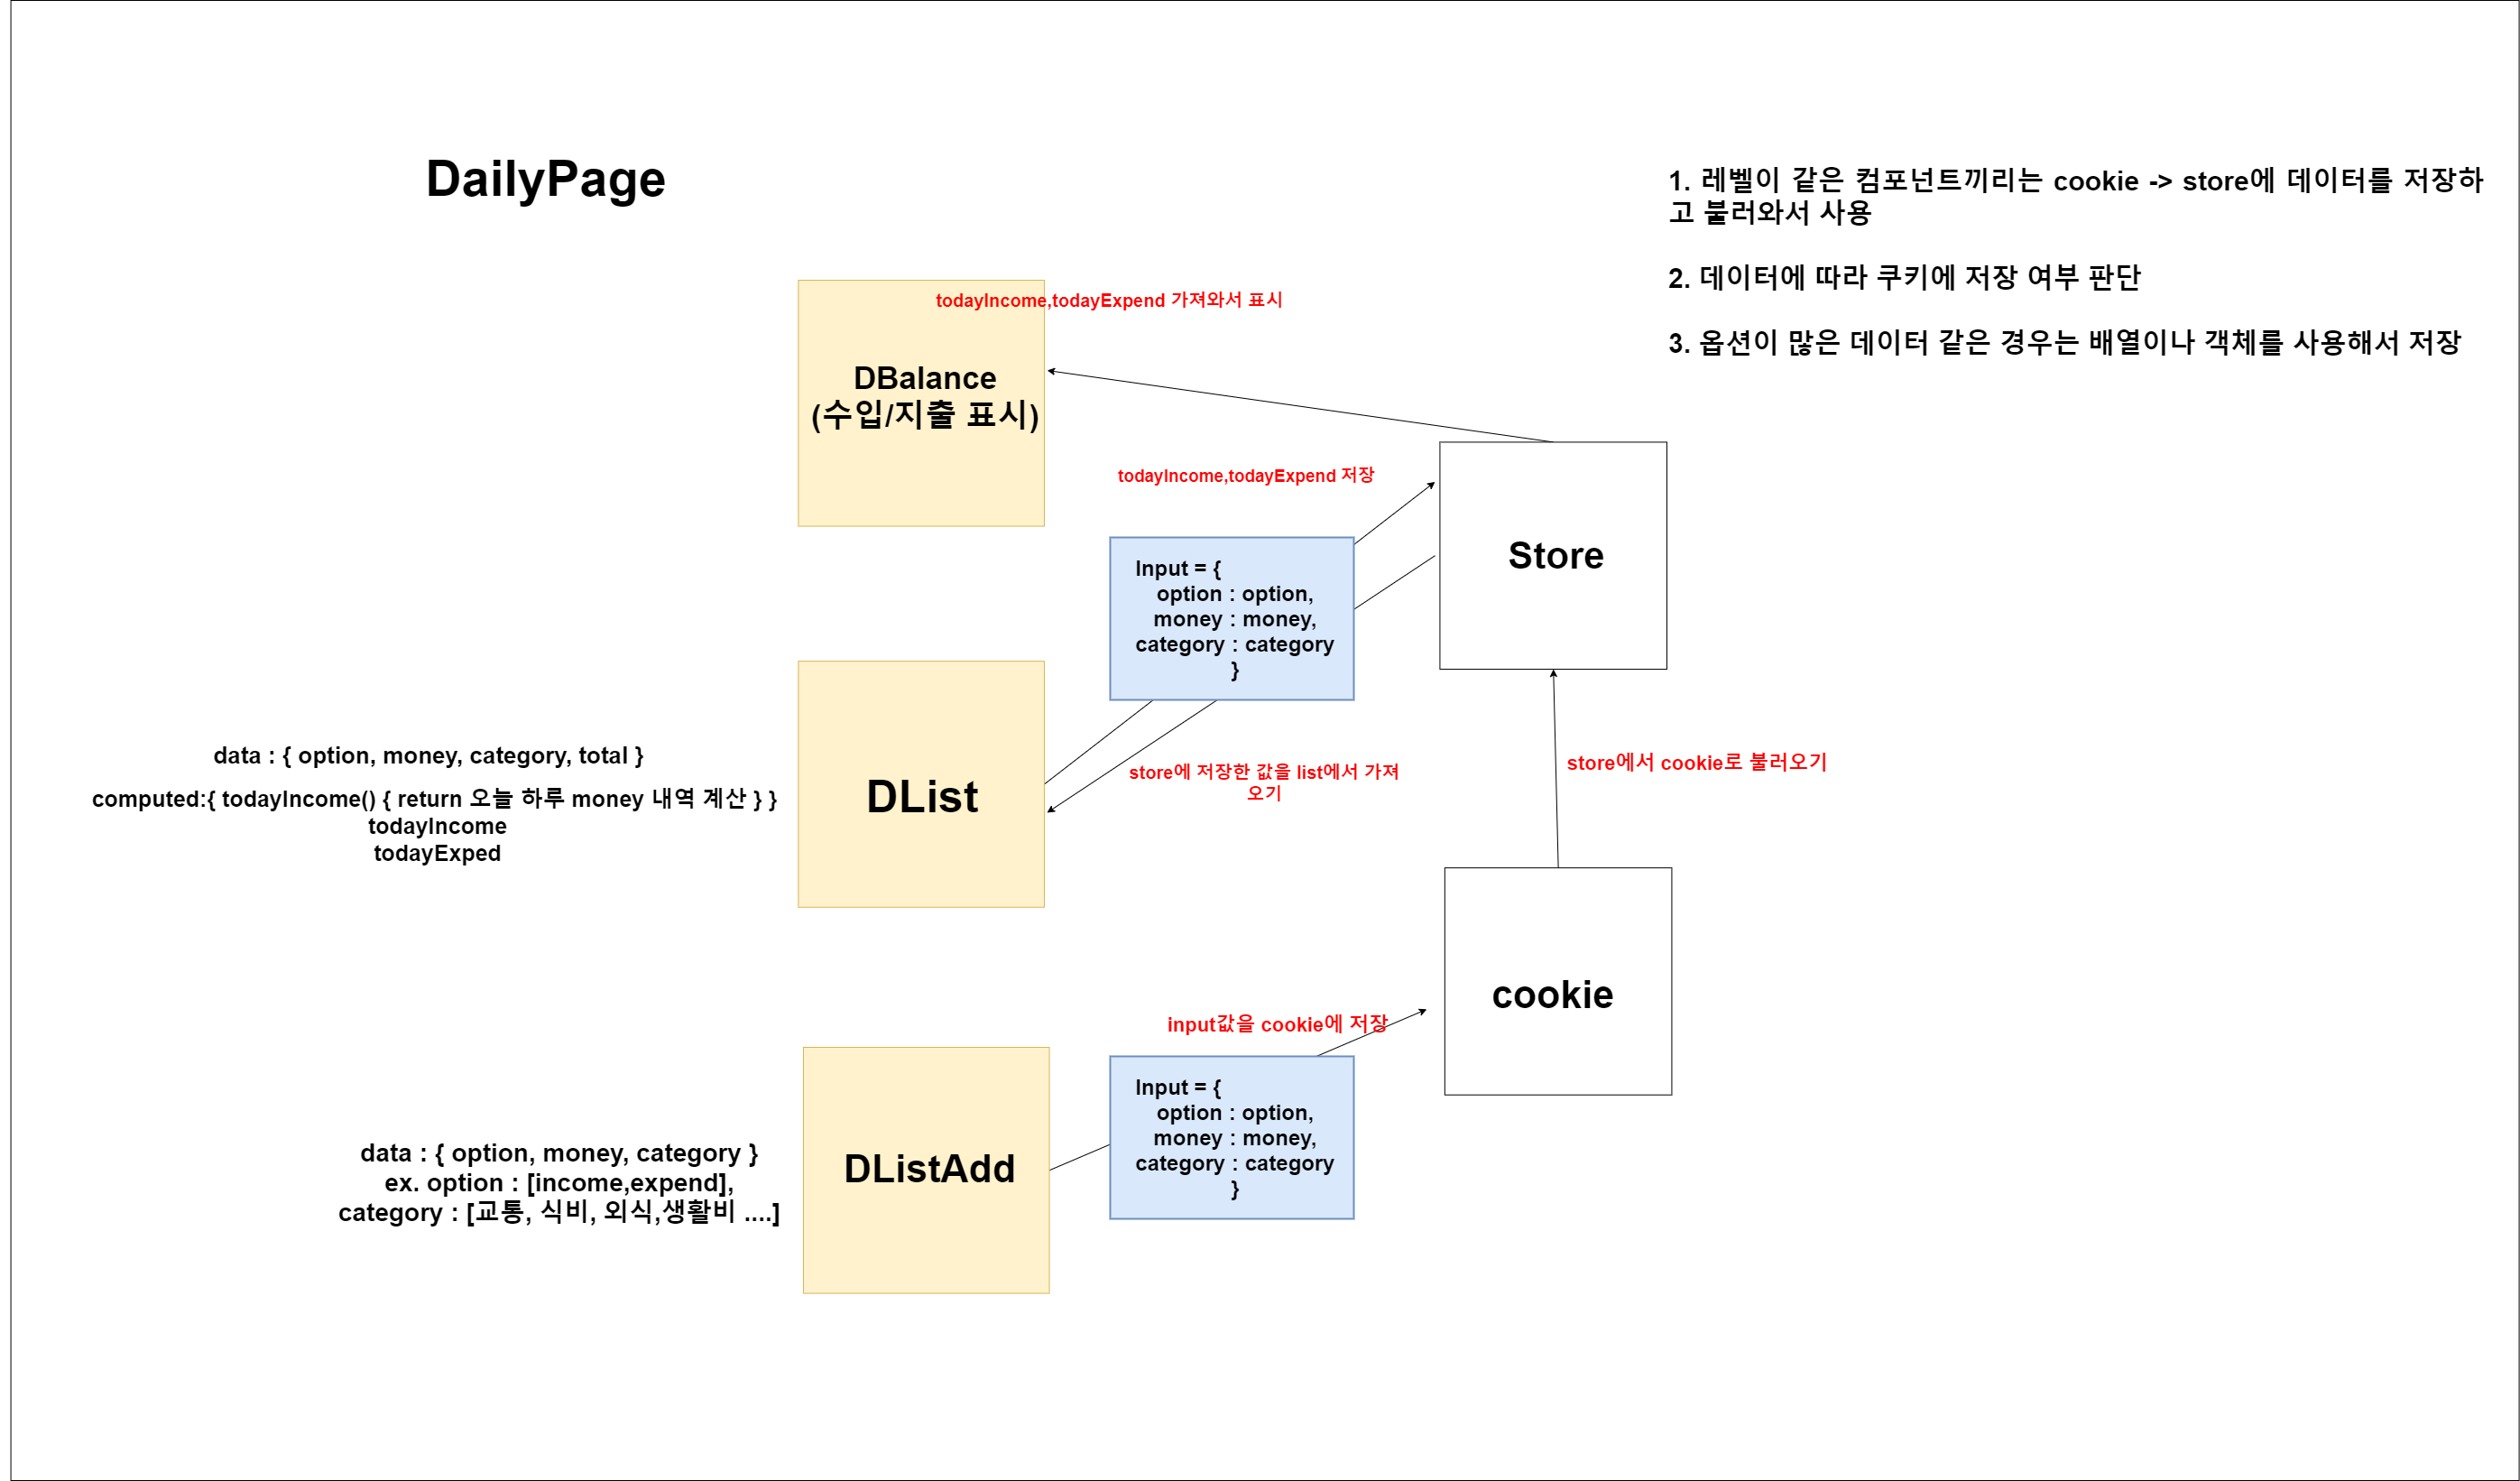 DailyPage
1. 레벨이 같은 컴포넌트끼리는 cookie -> store에 데이터를 저장하
고 불러와서 사용
2. 데이터에 따라 쿠키에 저장 여부 판단
3. 옵션이 많은 데이터 같은 경우는 배열이나 객체를 사용해서 저장
todayIncome,todayExpend 가져와서 표시
DBalance
(수입/지출 표시)
todayIncome,todayExpend 저장
Store
Input = {
option : option,
money : money,
category : category
}
data : { option, money, category, total }
computed:{ todayIncome() { return 오늘 하루 money 내역 계산 } }
todayIncome
todayExped
DList
store에 저장한 값을 list에서 가져
오기
store에서 cookie로 불러오기
cookie
input값을 cookie에 저장
Input = {
option : option,
money : money,
category : category
}
DListAdd
data : { option, money, category }
ex. option : [income,expend],
category : [교통, 식비, 외식,생활비 ....]